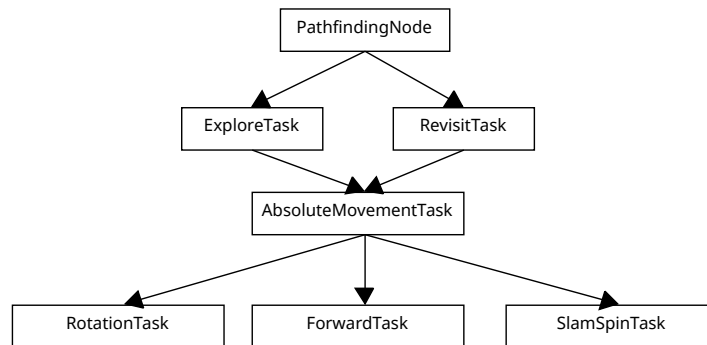 PathfindingNode
ExploreTask
RevisitTask
AbsoluteMovementTask
RotationTask
ForwardTask
SlamSpinTask